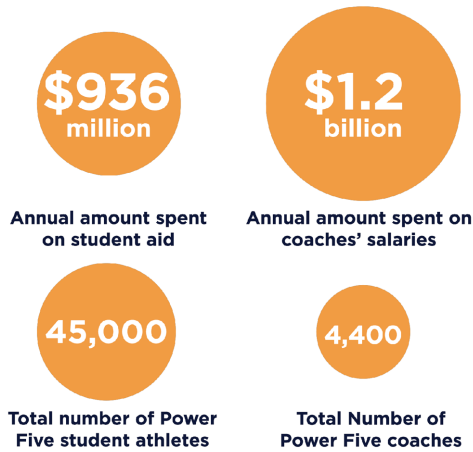 $936
million
Annual amount spent
on student aid
$1.2
billion
Annual amount spent on
coaches’ salaries
45,000
Total number of Power
Five student athletes
4,400
Total Number of
Power Five coaches